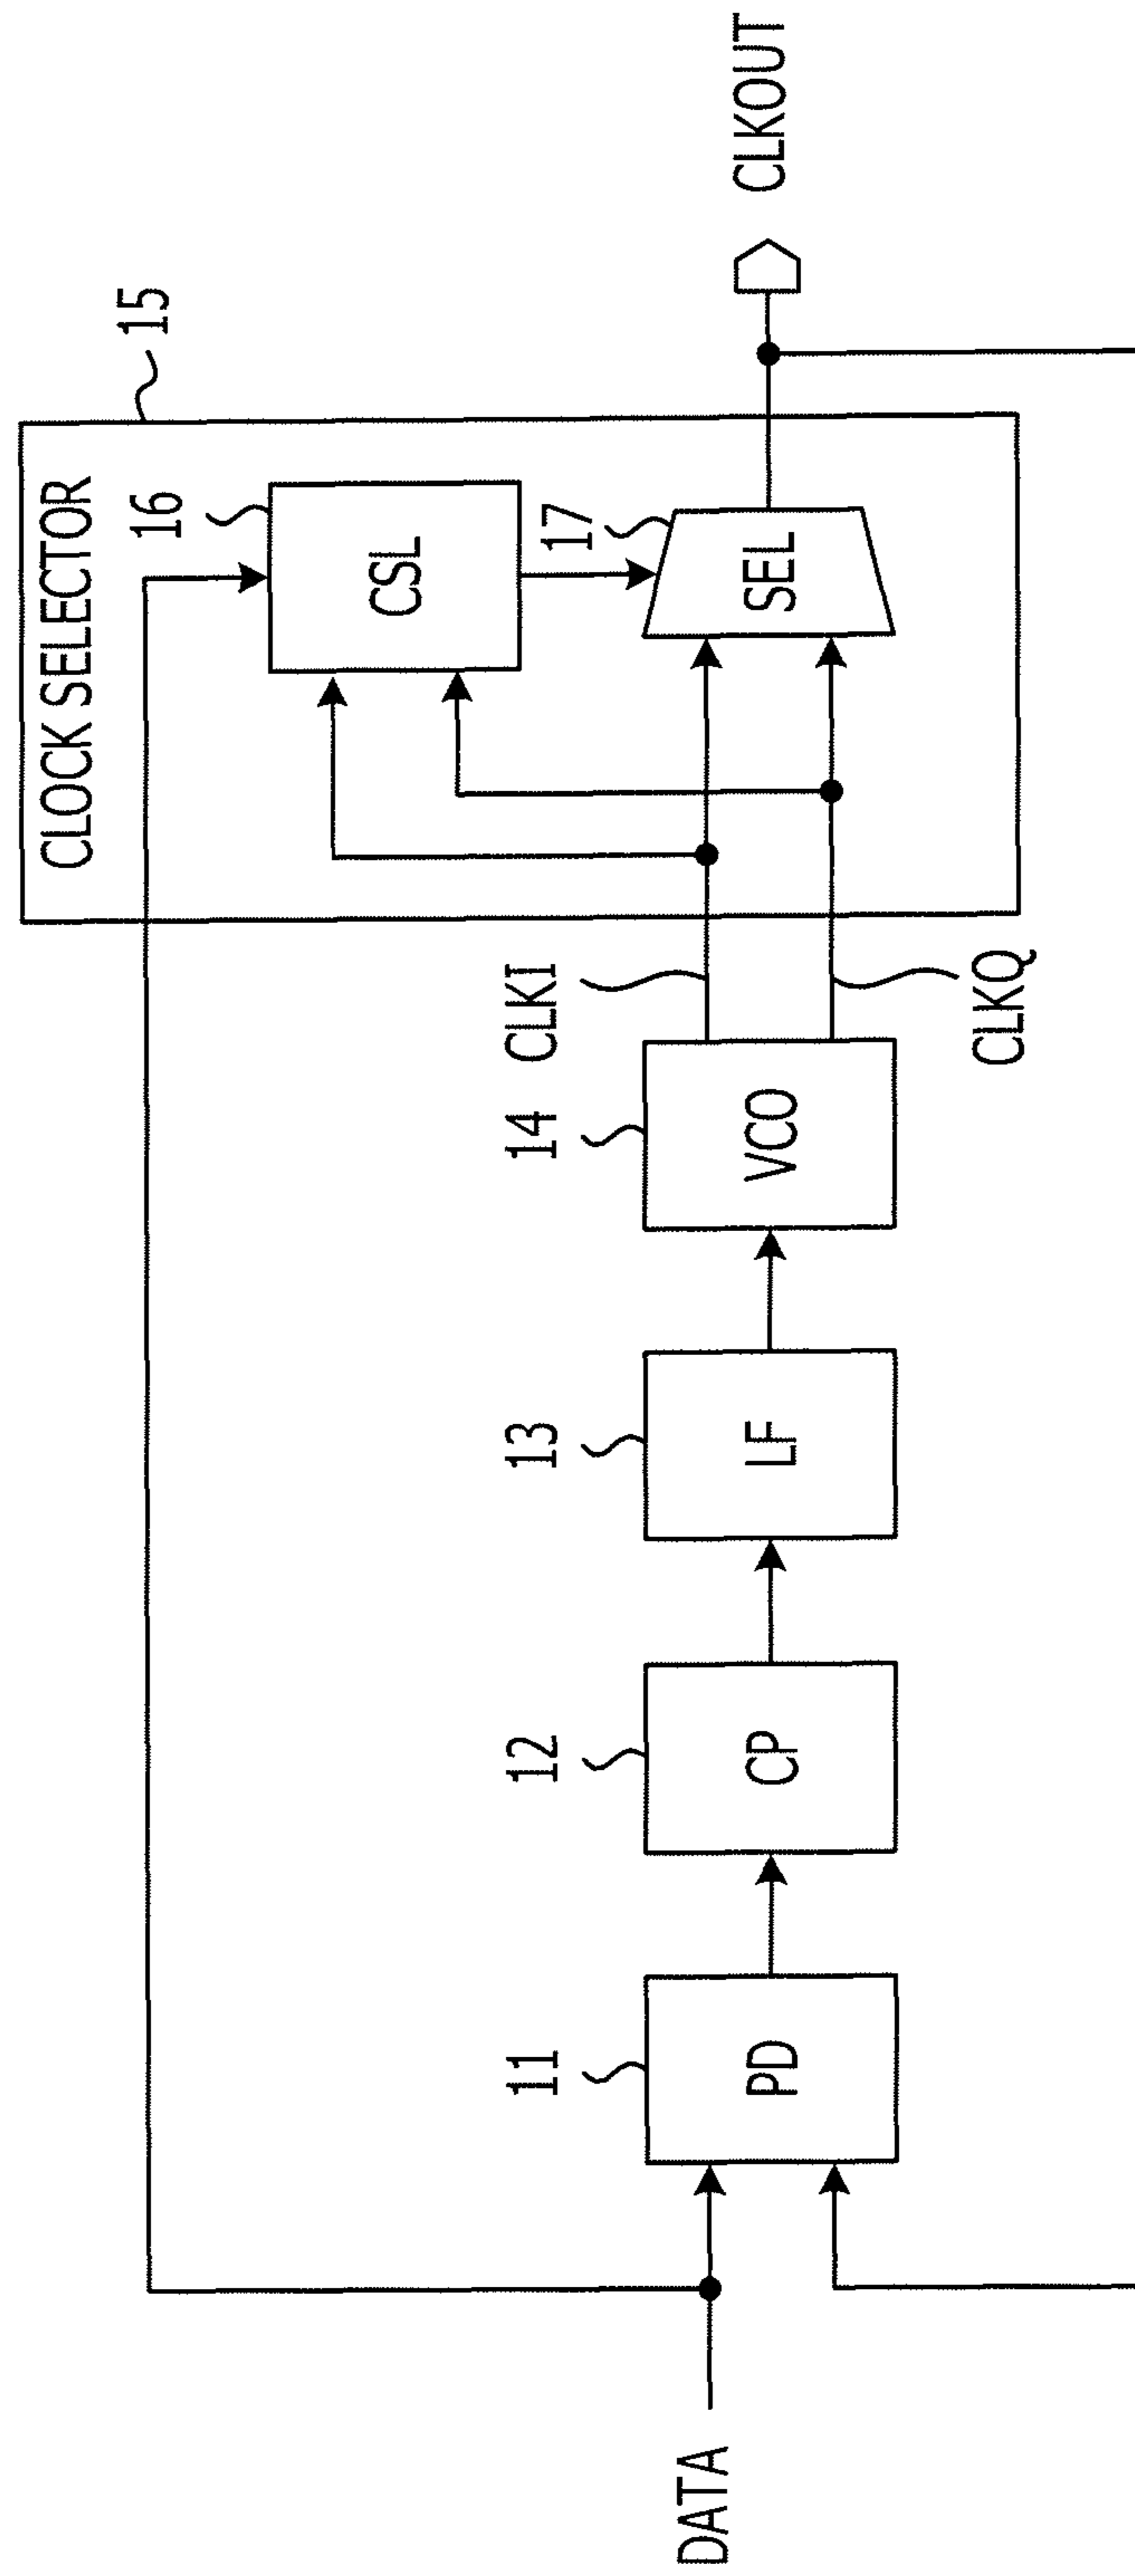 CLOCK SELECTOR
15
16
CSL
17
SEL
CLKOUT
CLKI
CLKQ
14
VCO
13
LF
12
CP
11
PD
DATA